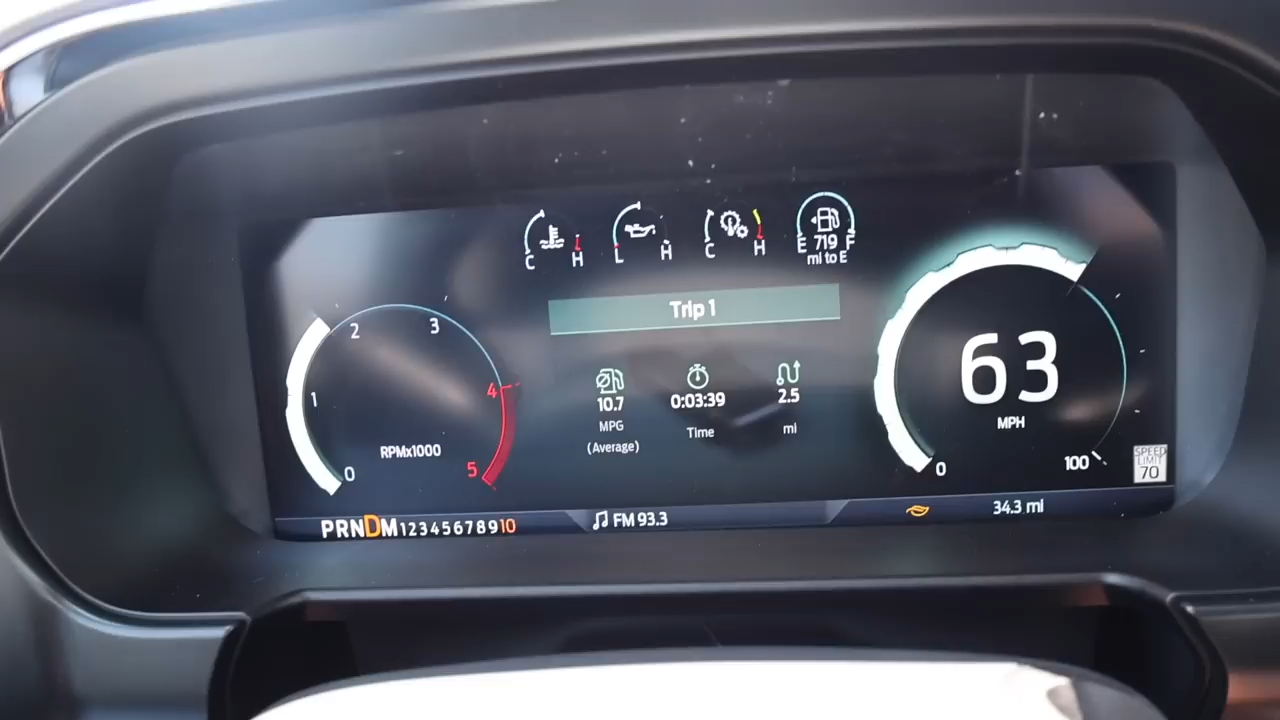 C H
L H
C H
E 719 F
mi to E
Trip 1
0 1 2 3 4 5
RPMx1000
10.7
MPG
(Average)
0:03:39
Time
2.5
mi
63
MPH
0 100
SPEED
LIMIT
70
PRNDM12345678910
FM 93.3
34.3 mi